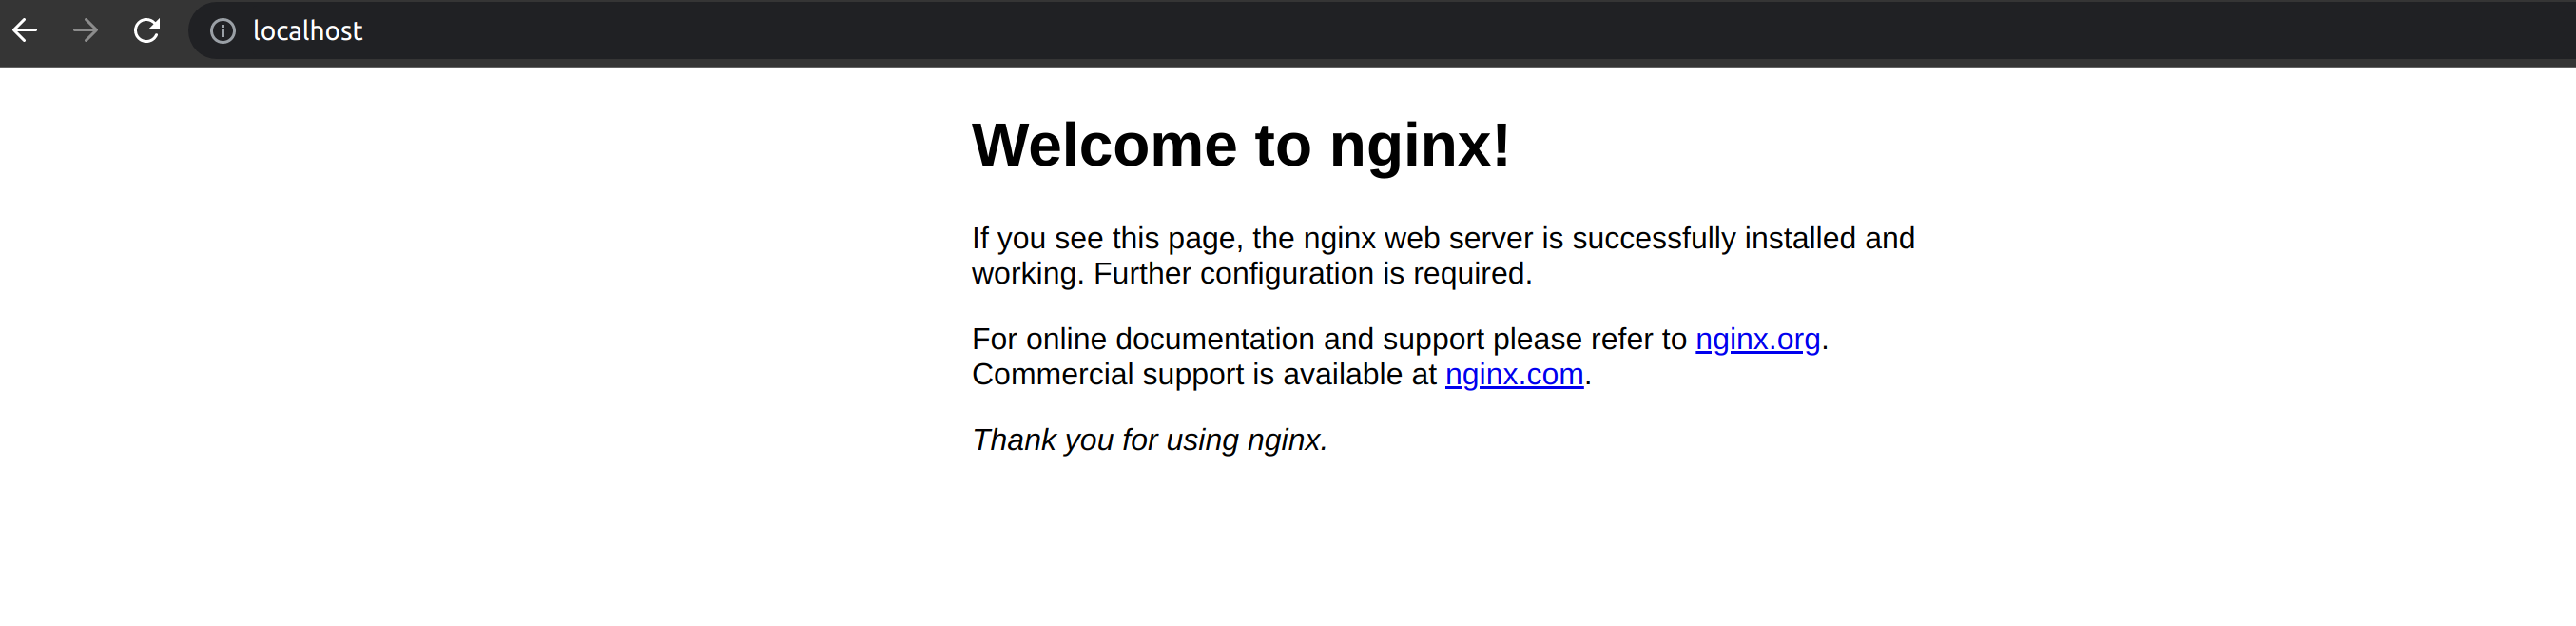 localhost
Welcome to nginx!
If you see this page, the nginx web server is successfully installed and
working. Further configuration is required.
For online documentation and support please refer to nginx.org.
Commercial support is available at nginx.com.
Thank you for using nginx.